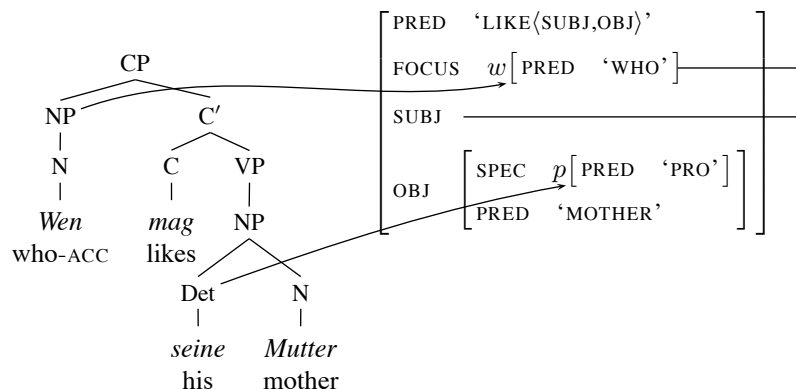 PRED ‘LIKE⟨SUBJ,OBJ⟩’
CP
FOCUS w[PRED ‘WHO’]
NP C′
SUBJ
N C VP
SPEC p[PRED ‘PRO’]
OBJ
PRED ‘MOTHER’
Wen mag NP
who-ACC likes
Det N
seine Mutter
his mother